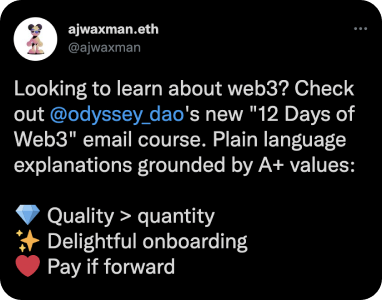 ajwaxman.eth
@ajwaxman
Looking to learn about web3? Check
out @odyssey_dao's new "12 Days of
Web3" email course. Plain language
explanations grounded by A+ values:
💎 Quality > quantity
✨ Delightful onboarding
❤️ Pay if forward